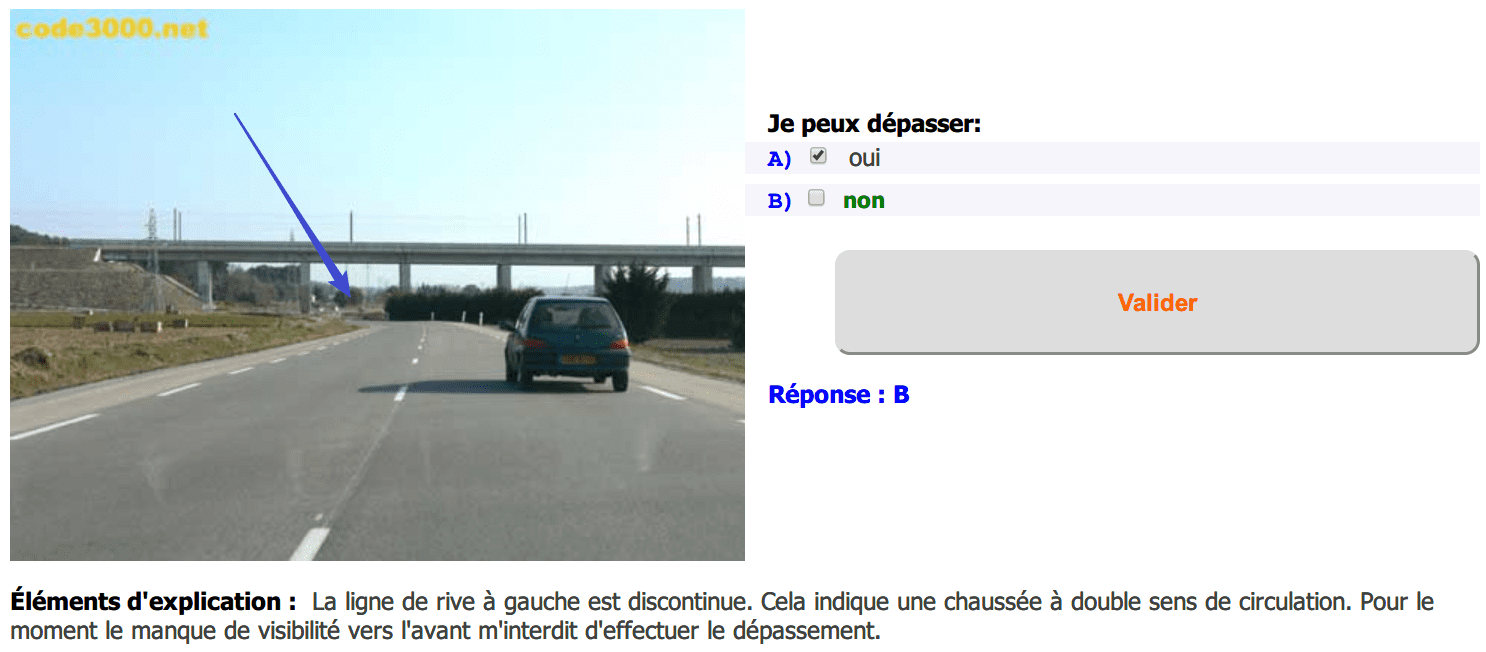 code3000.net
Je peux dépasser:
A) oui
B) non
Valider
Réponse : B
Éléments d'explication : La ligne de rive à gauche est discontinue. Cela indique une chaussée à double sens de circulation. Pour le
moment le manque de visibilité vers l'avant m'interdit d'effectuer le dépassement.